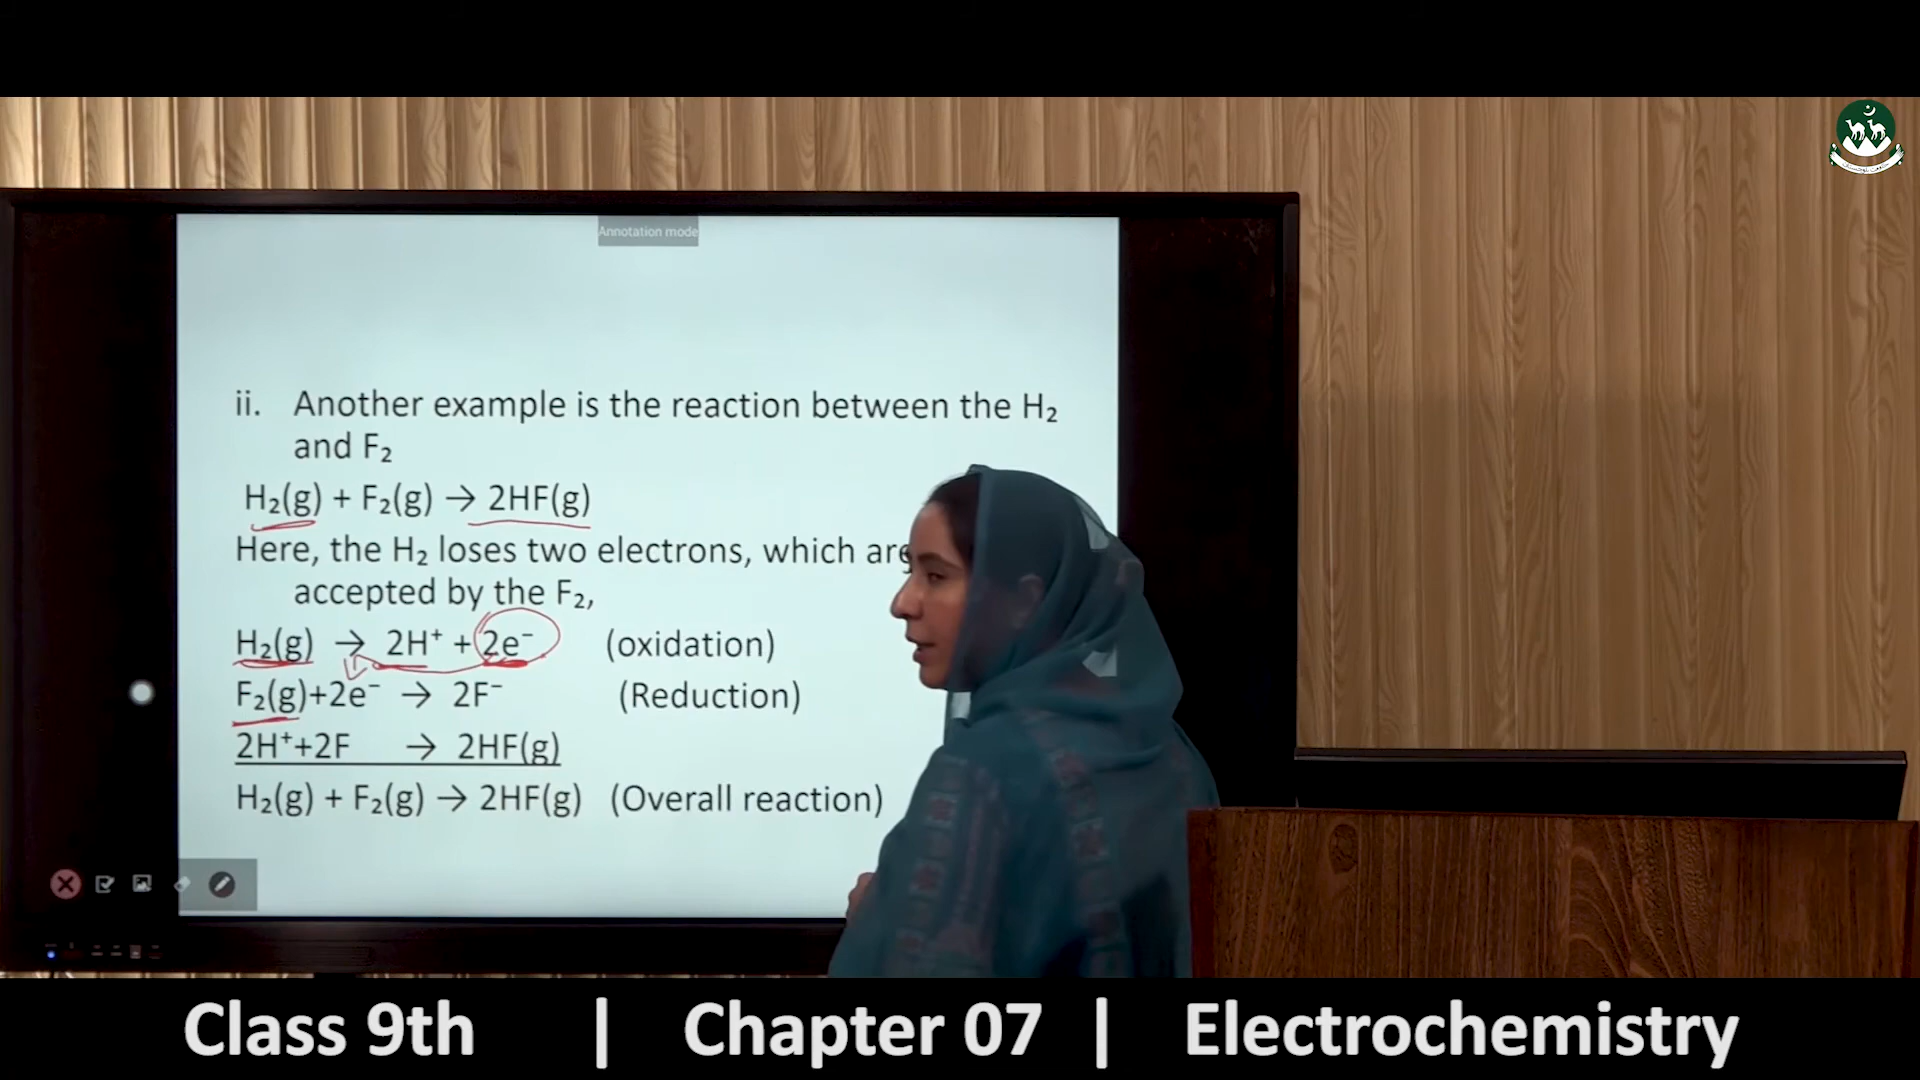 Annotation mode
ii. Another example is the reaction between the H₂
and F₂
H₂(g) + F₂(g) → 2HF(g)
Here, the H₂ loses two electrons, which are
accepted by the F₂,
H₂(g) → 2H⁺ + 2e⁻ (oxidation)
F₂(g)+2e⁻ → 2F⁻ (Reduction)
2H⁺+2F → 2HF(g)
H₂(g) + F₂(g) → 2HF(g) (Overall reaction)
Class 9th | Chapter 07 | Electrochemistry